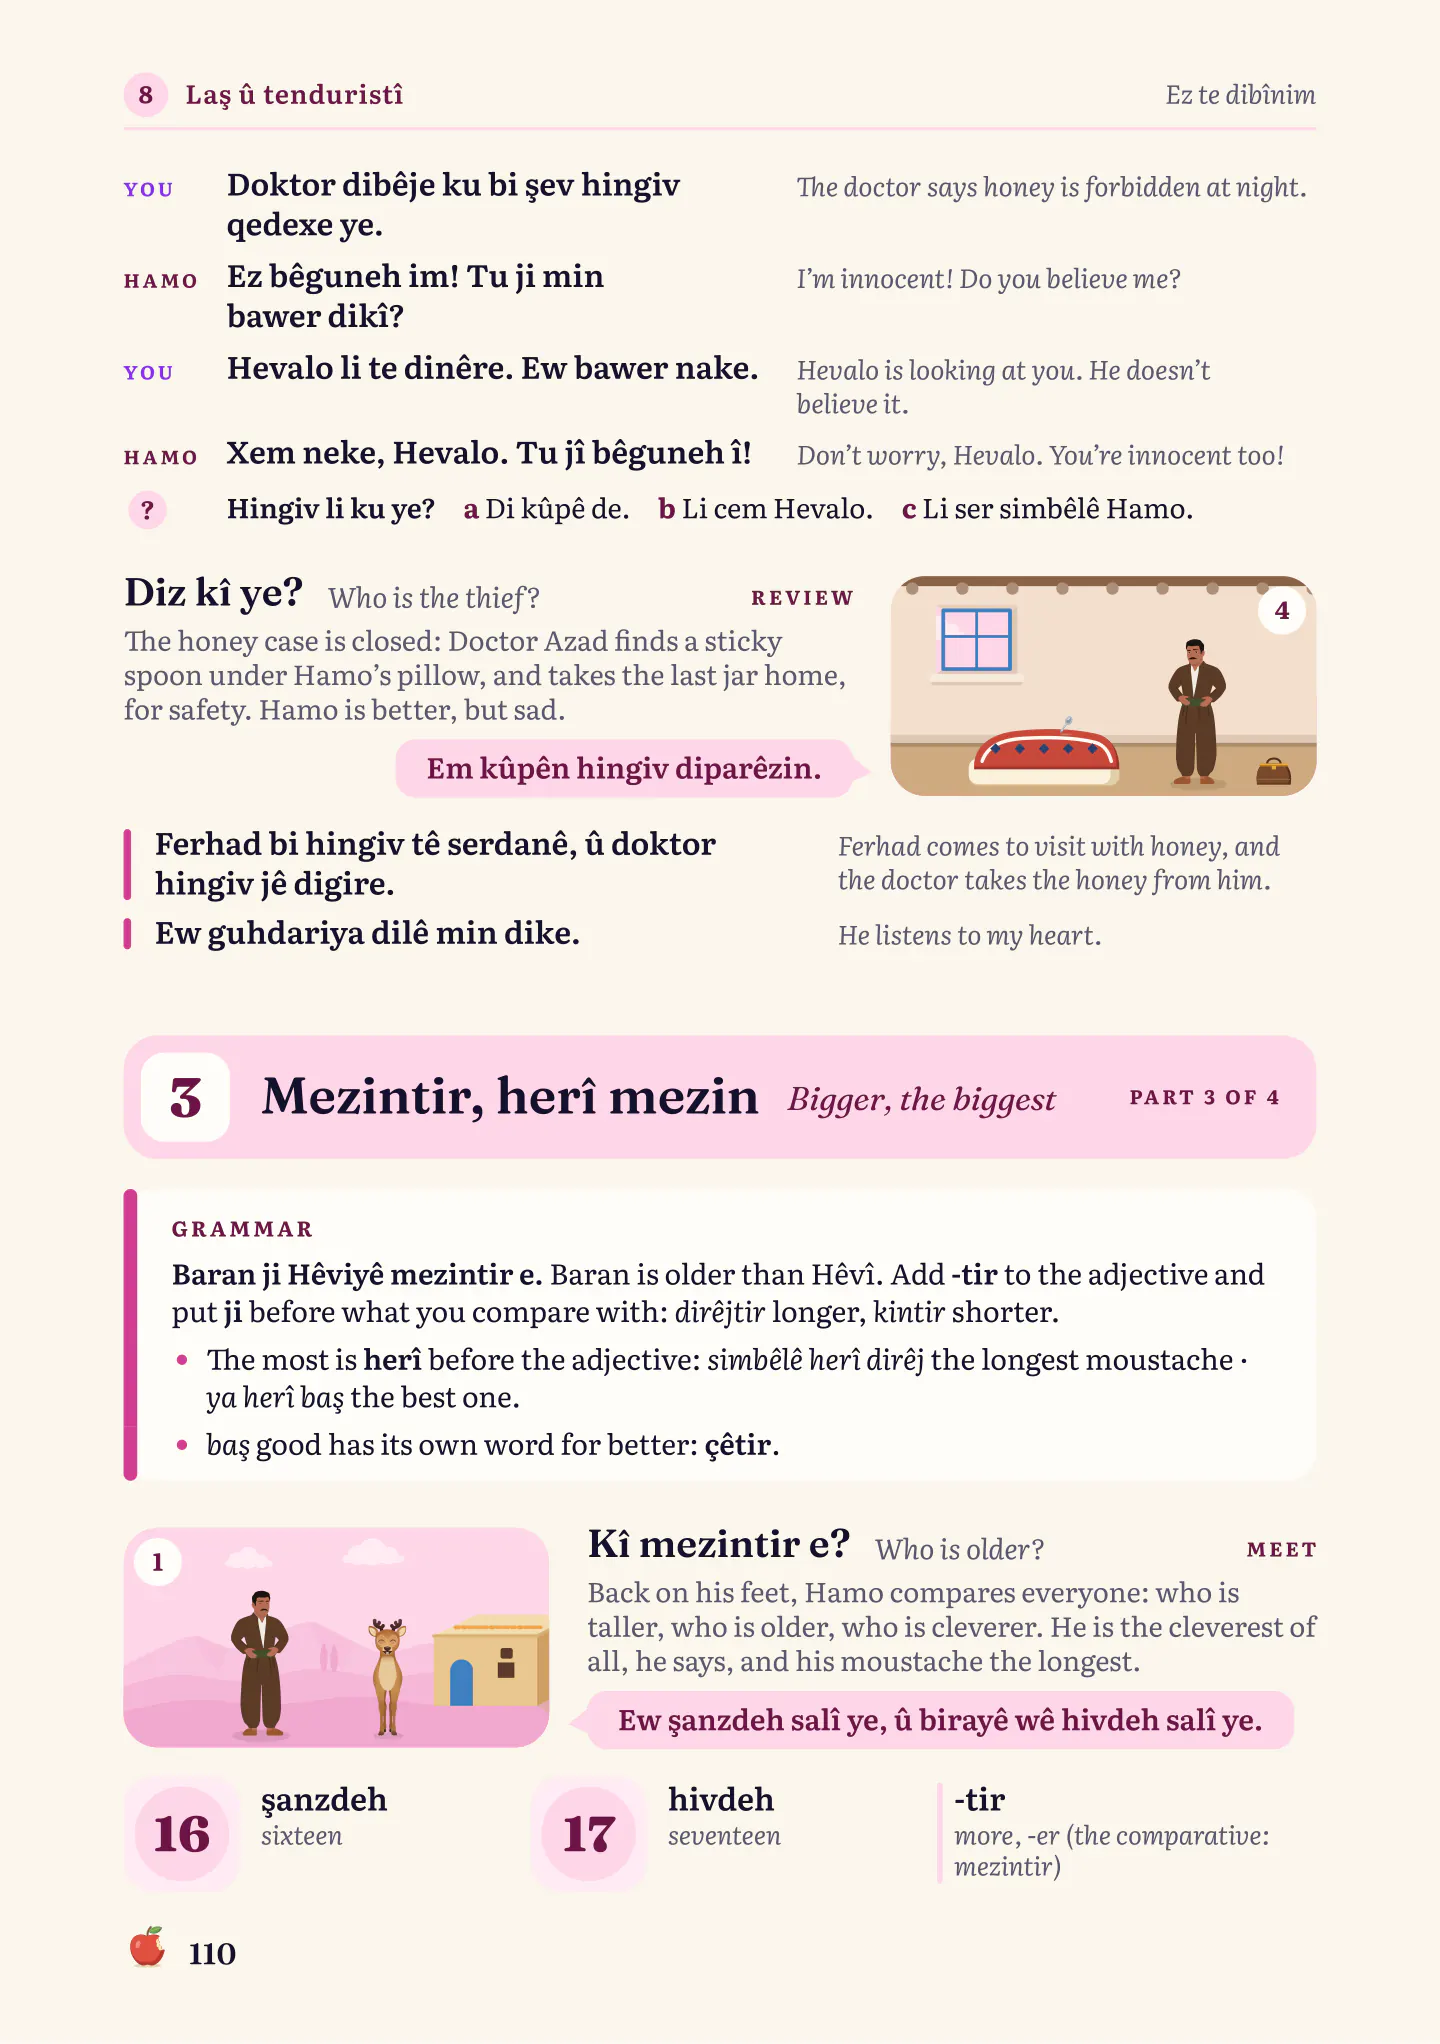 8 Laş û tenduristî Ez te dibînim
YOU Doktor dibêje ku bi şev hingiv The doctor says honey is forbidden at night.
qedexe ye.
HAMO Ez bêguneh im! Tu ji min I'm innocent! Do you believe me?
bawer dikî?
YOU Hevalo li te dinêre. Ew bawer nake. Hevalo is looking at you. He doesn't
believe it.
HAMO Xem neke, Hevalo. Tu jî bêguneh î! Don't worry, Hevalo. You're innocent too!
? Hingiv li ku ye? a Di kûpê de. b Li cem Hevalo. c Li ser simbêlê Hamo.
Diz kî ye? Who is the thief? REVIEW
The honey case is closed: Doctor Azad finds a sticky
spoon under Hamo's pillow, and takes the last jar home,
for safety. Hamo is better, but sad.
Em kûpên hingiv diparêzin.
4
Ferhad bi hingiv tê serdanê, û doktor Ferhad comes to visit with honey, and
hingiv jê digire. the doctor takes the honey from him.
Ew guhdariya dilê min dike. He listens to my heart.
3 Mezintir, herî mezin Bigger, the biggest PART 3 OF 4
GRAMMAR
Baran ji Hêviyê mezintir e. Baran is older than Hêvî. Add -tir to the adjective and
put ji before what you compare with: dirêjtir longer, kintir shorter.
• The most is herî before the adjective: simbêlê herî dirêj the longest moustache ·
ya herî baş the best one.
• baş good has its own word for better: çêtir.
1
Kî mezintir e? Who is older? MEET
Back on his feet, Hamo compares everyone: who is
taller, who is older, who is cleverer. He is the cleverest of
all, he says, and his moustache the longest.
Ew şanzdeh salî ye, û birayê wê hivdeh salî ye.
16 şanzdeh 17 hivdeh -tir
sixteen seventeen more, -er (the comparative:
mezintir)
110